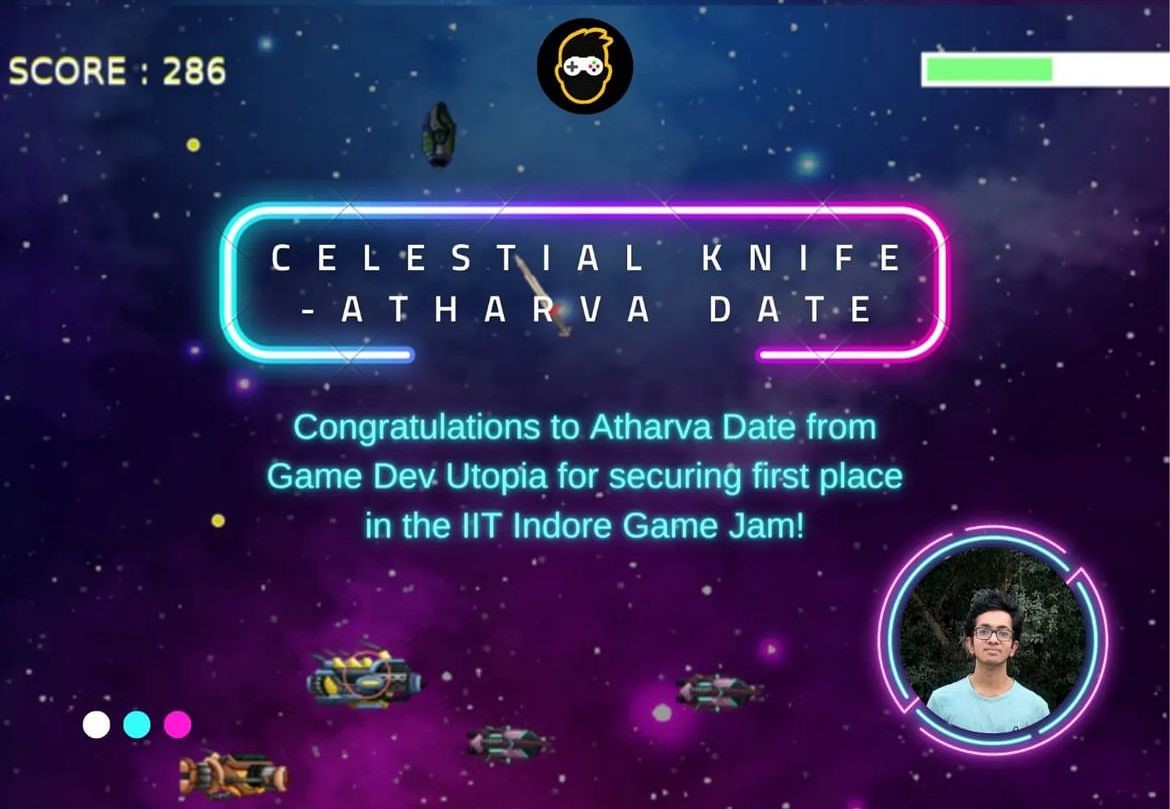 SCORE : 286
CELESTIAL KNIFE
-ATHARVA DATE
Congratulations to Atharva Date from
Game Dev Utopia for securing first place
in the IIT Indore Game Jam!